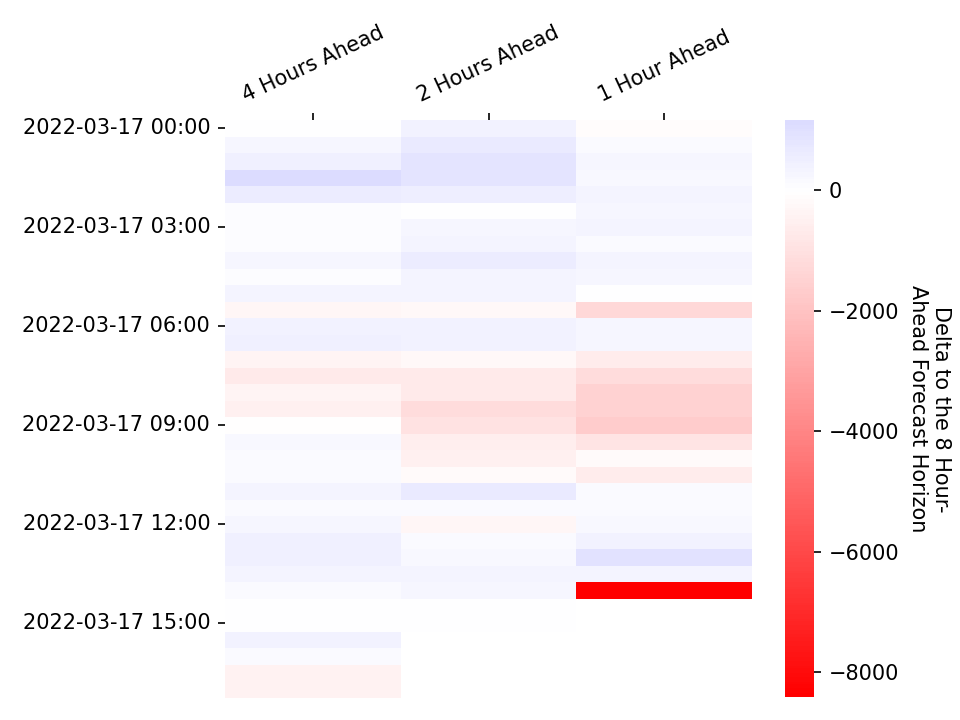 4 Hours Ahead
2 Hours Ahead
1 Hour Ahead
2022-03-17 00:00
2022-03-17 03:00
2022-03-17 06:00
2022-03-17 09:00
2022-03-17 12:00
2022-03-17 15:00
0
−2000
−4000
−6000
−8000
Delta to the 8 Hour-
Ahead Forecast Horizon